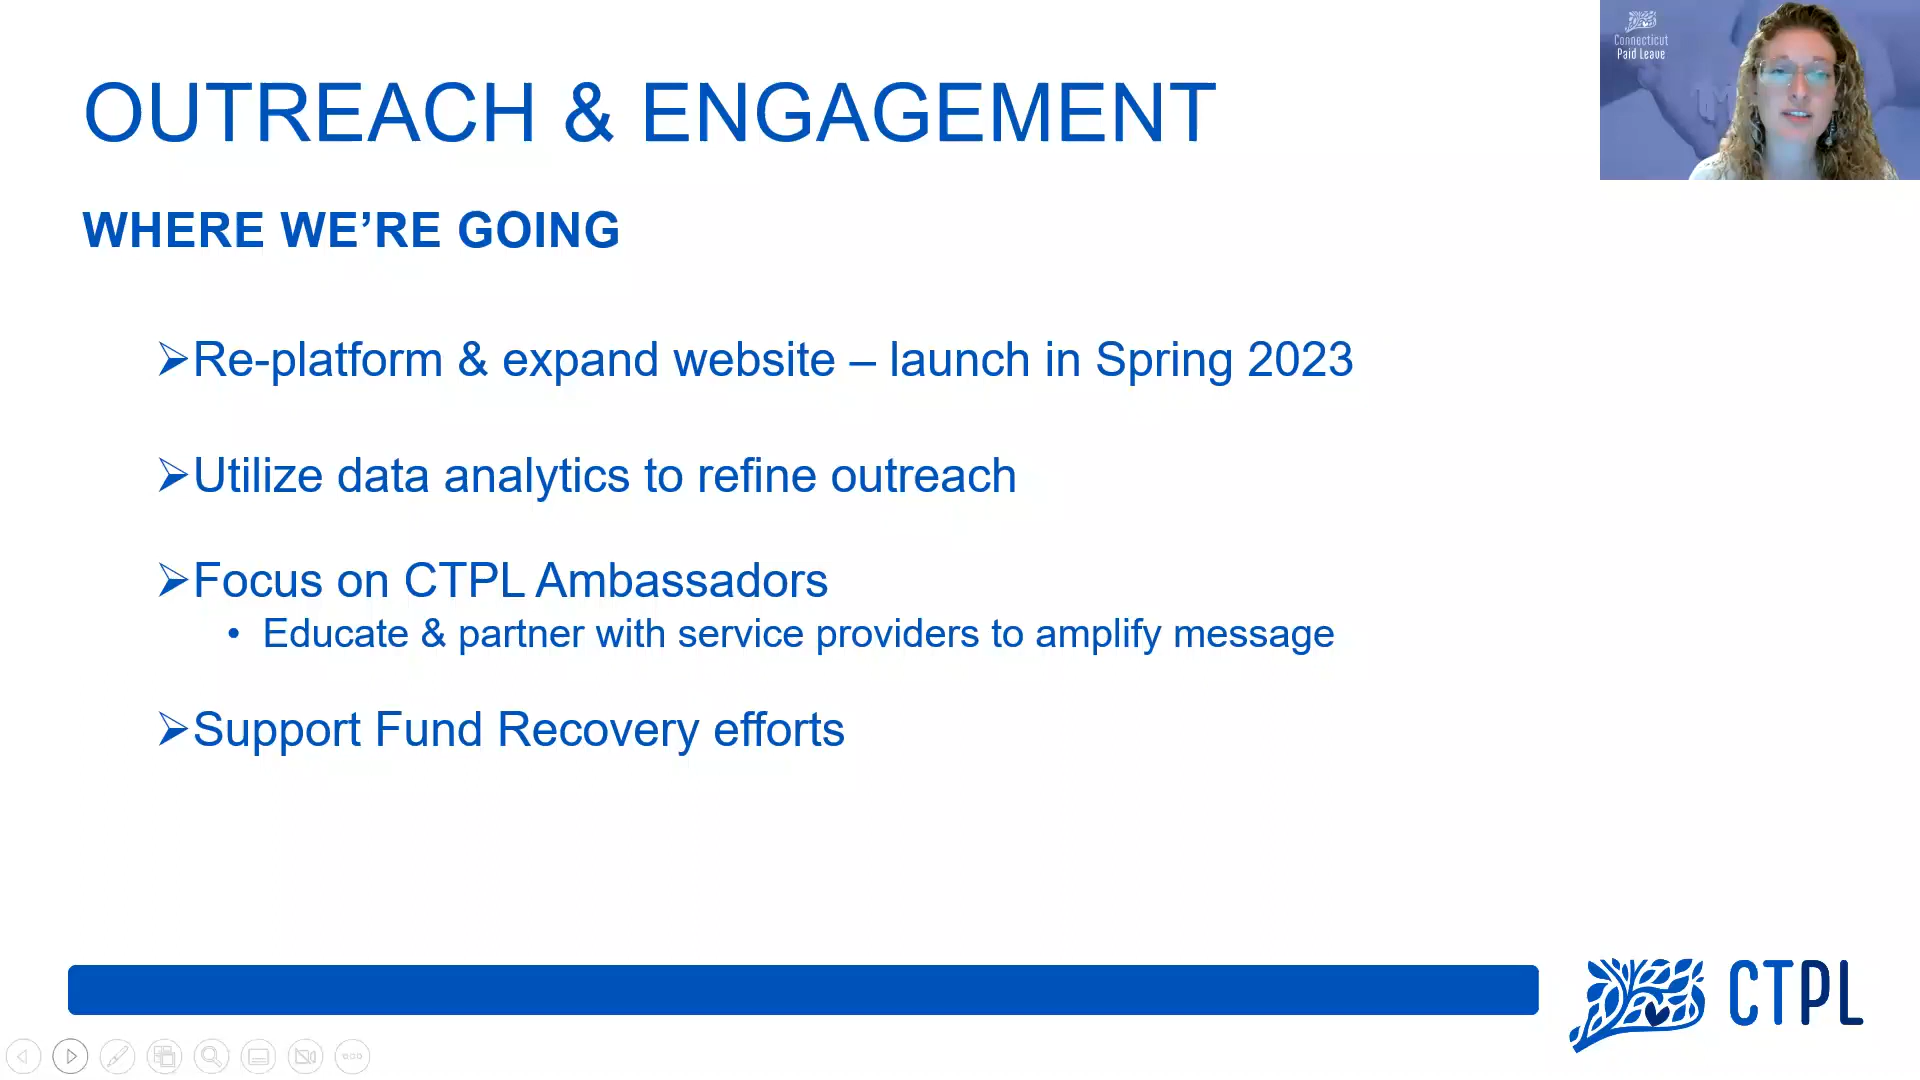 OUTREACH & ENGAGEMENT
Connecticut
Paid Leave
WHERE WE’RE GOING
Re-platform & expand website – launch in Spring 2023
Utilize data analytics to refine outreach
Focus on CTPL Ambassadors
• Educate & partner with service providers to amplify message
Support Fund Recovery efforts
CTPL